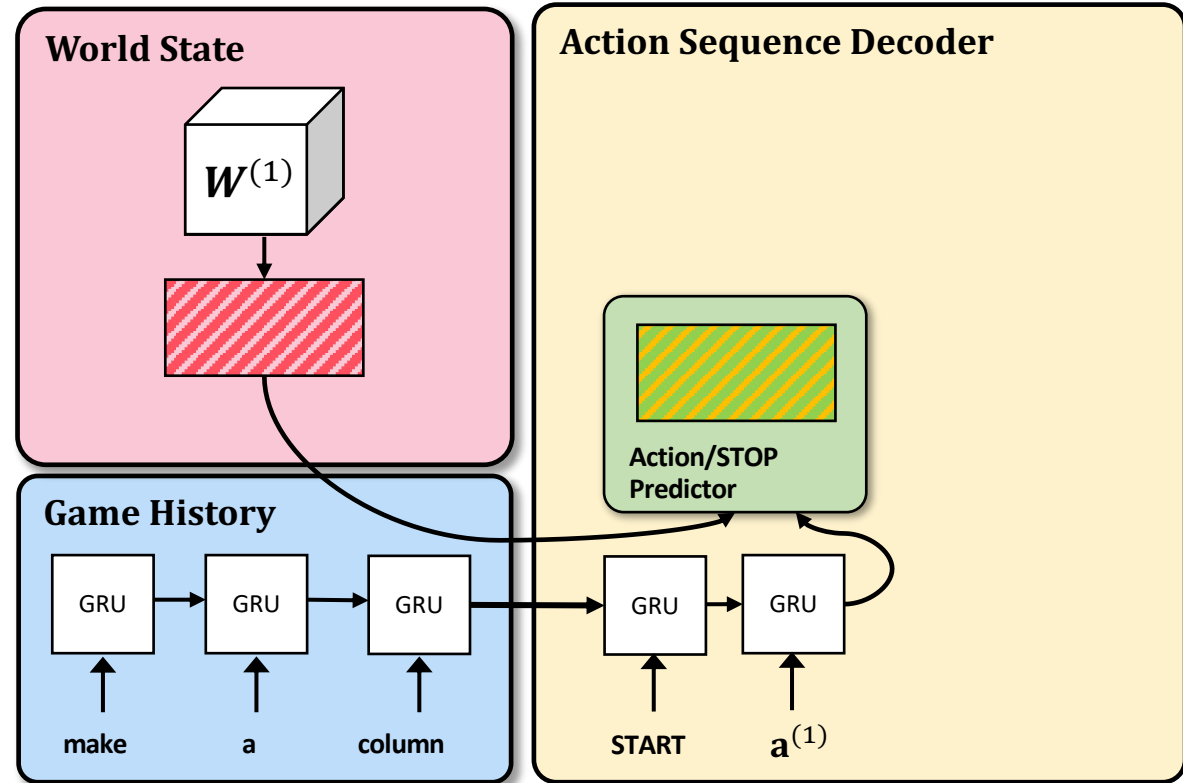 World State
W^(1)
Game History
GRU GRU GRU
make a column
Action Sequence Decoder
Action/STOP
Predictor
GRU GRU
START a^(1)